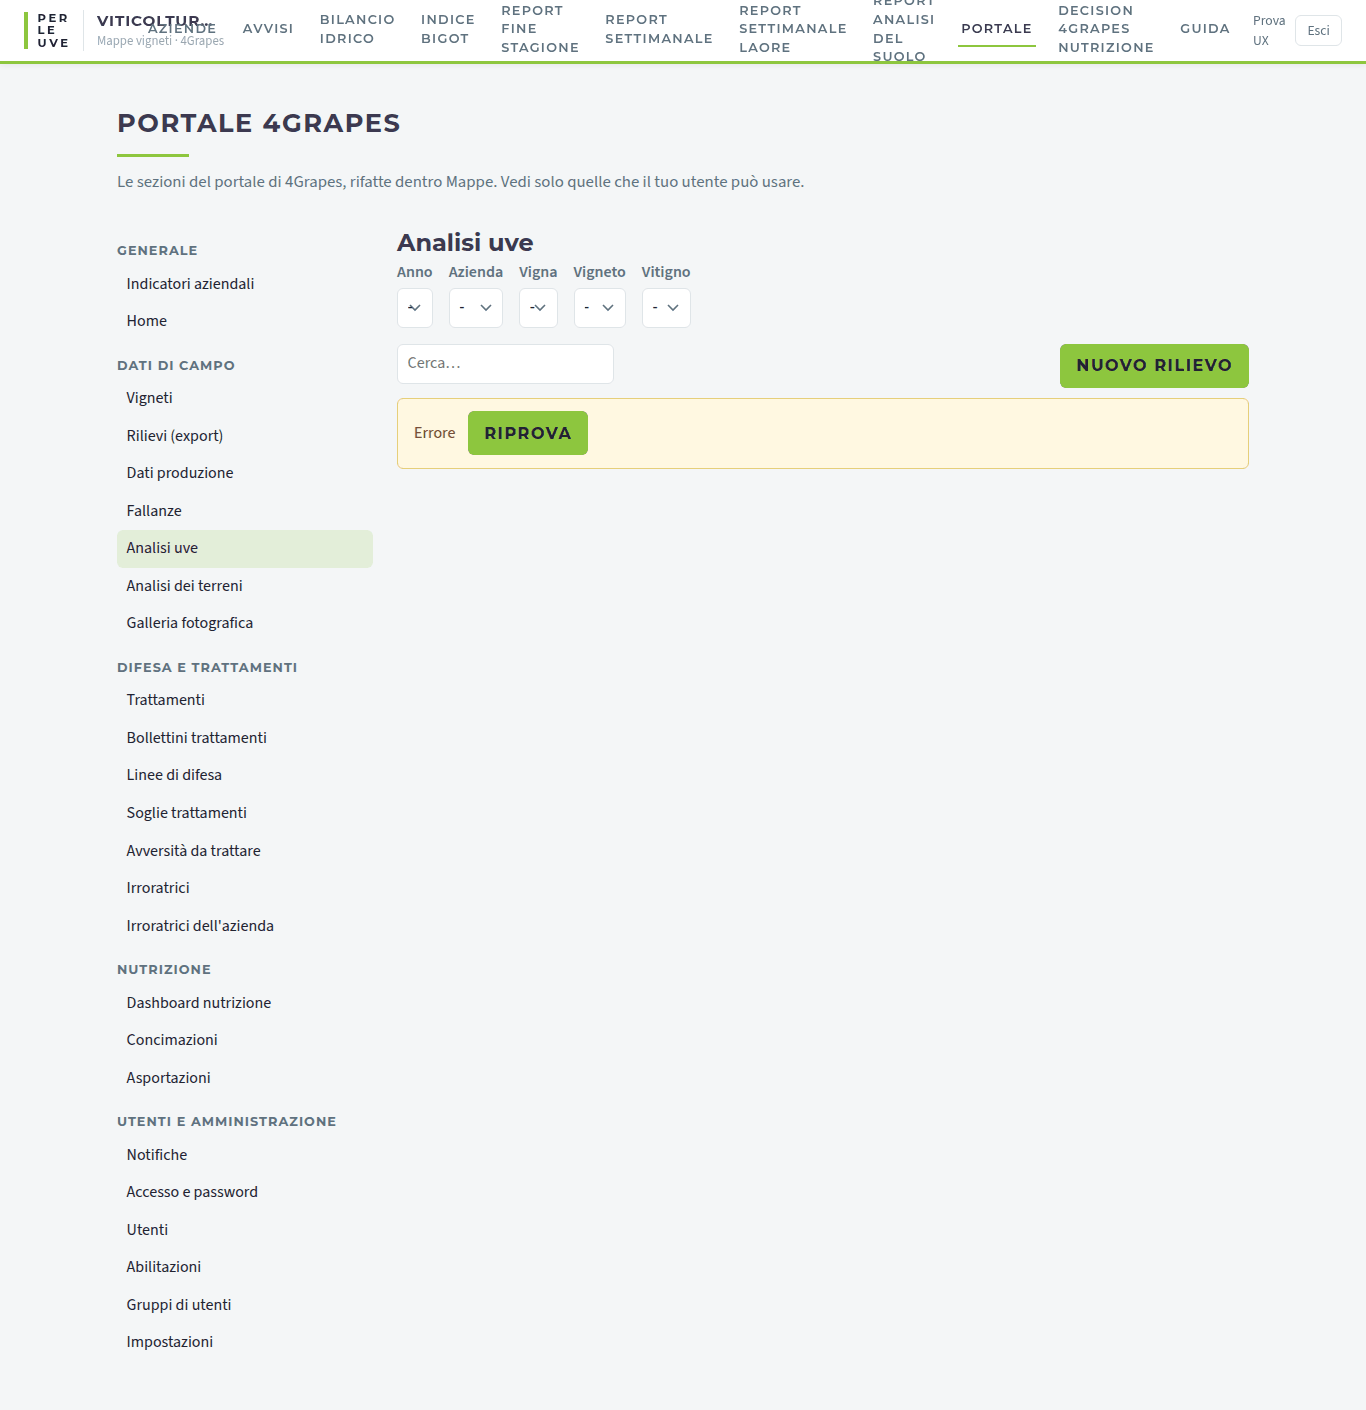 PER
LE
UVE
VITICOLTUR…
Mappe vigneti · 4Grapes
AZIENDE
AVVISI
BILANCIO
IDRICO
INDICE
BIGOT
REPORT
FINE
STAGIONE
REPORT
SETTIMANALE
REPORT
SETTIMANALE
LAORE
REPORT
ANALISI
DEL
SUOLO
PORTALE
DECISION
4GRAPES
NUTRIZIONE
GUIDA
Prova
UX
Esci
PORTALE 4GRAPES
Le sezioni del portale di 4Grapes, rifatte dentro Mappe. Vedi solo quelle che il tuo utente può usare.
GENERALE
Indicatori aziendali
Home
DATI DI CAMPO
Vigneti
Rilievi (export)
Dati produzione
Fallanze
Analisi uve
Analisi dei terreni
Galleria fotografica
DIFESA E TRATTAMENTI
Trattamenti
Bollettini trattamenti
Linee di difesa
Soglie trattamenti
Avversità da trattare
Irroratrici
Irroratrici dell'azienda
NUTRIZIONE
Dashboard nutrizione
Concimazioni
Asportazioni
UTENTI E AMMINISTRAZIONE
Notifiche
Accesso e password
Utenti
Abilitazioni
Gruppi di utenti
Impostazioni
Analisi uve
Anno Azienda Vigna Vigneto Vitigno
- - - - -
Cerca…
NUOVO RILIEVO
Errore RIPROVA